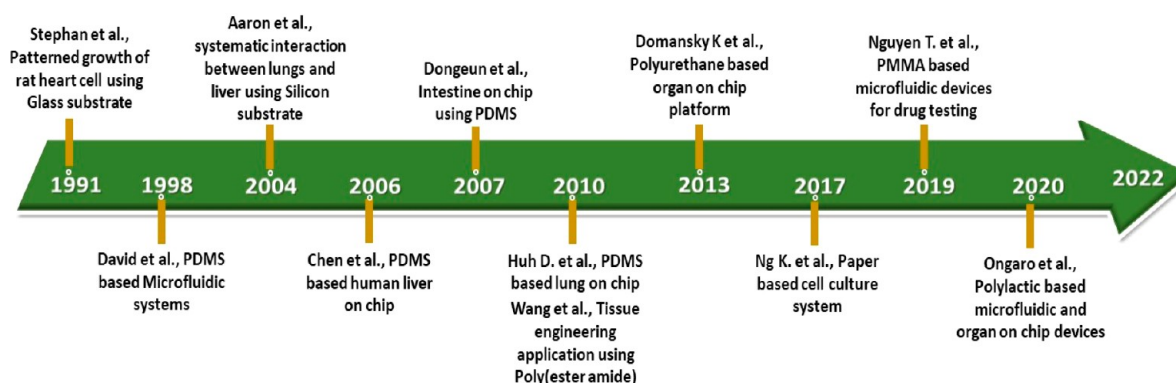 Stephan et al.,
Patterned growth of
rat heart cell using
Glass substrate
Aaron et al.,
systematic interaction
between lungs and
liver using Silicon
substrate
Dongeun et al.,
Intestine on chip
using PDMS
Domansky K et al.,
Polyurethane based
organ on chip
platform
Nguyen T. et al.,
PMMA based
microfluidic devices
for drug testing
1991 1998 2004 2006 2007 2010 2013 2017 2019 2020 2022
David et al., PDMS
based Microfluidic
systems
Chen et al., PDMS
based human liver
on chip
Huh D. et al., PDMS
based lung on chip
Wang et al., Tissue
engineering
application using
Poly(ester amide)
Ng K. et al., Paper
based cell culture
system
Ongaro et al.,
Polylactic based
microfluidic and
organ on chip devices